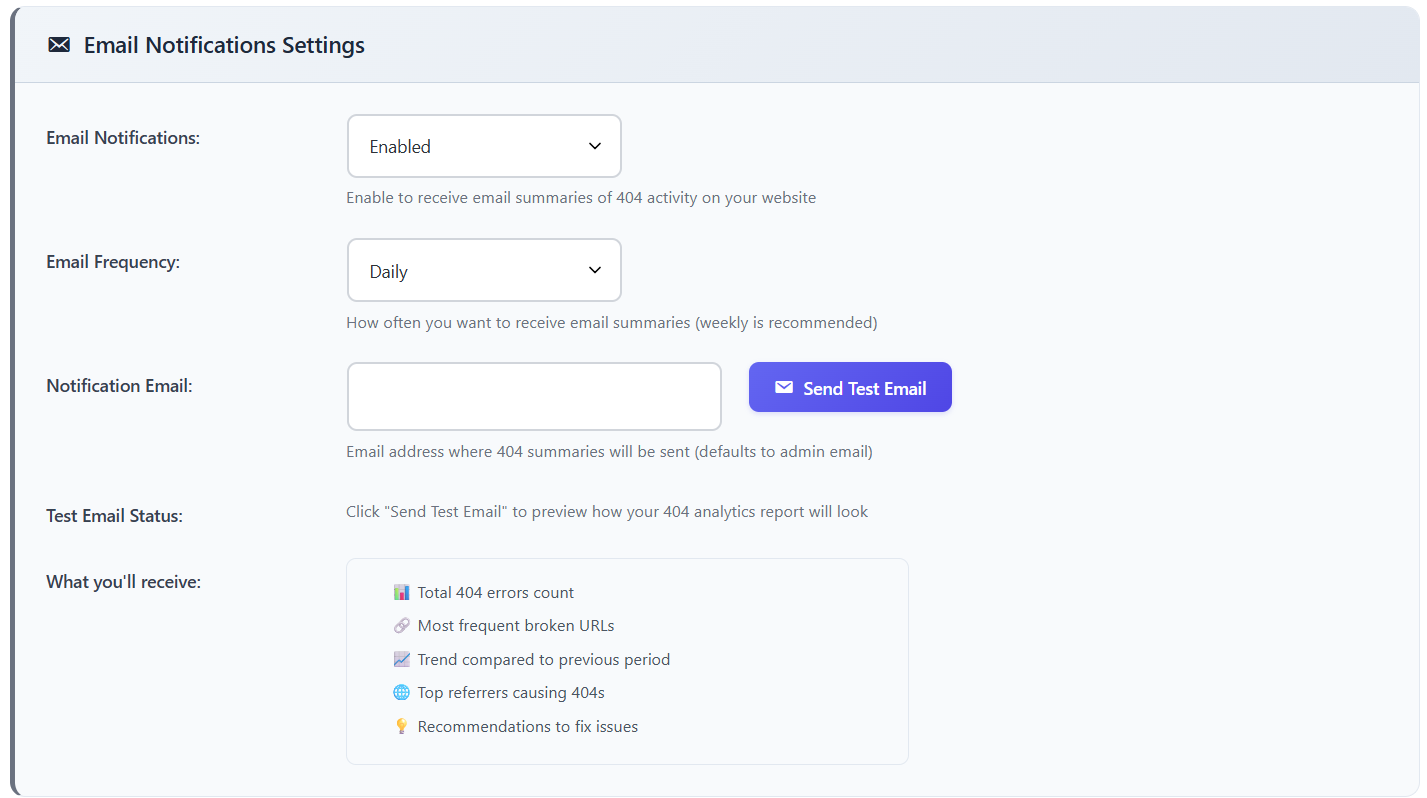 Email Notifications Settings
Email Notifications:
Enabled
Enable to receive email summaries of 404 activity on your website
Email Frequency:
Daily
How often you want to receive email summaries (weekly is recommended)
Notification Email:
Send Test Email
Email address where 404 summaries will be sent (defaults to admin email)
Test Email Status:
Click "Send Test Email" to preview how your 404 analytics report will look
What you'll receive:
Total 404 errors count
Most frequent broken URLs
Trend compared to previous period
Top referrers causing 404s
Recommendations to fix issues